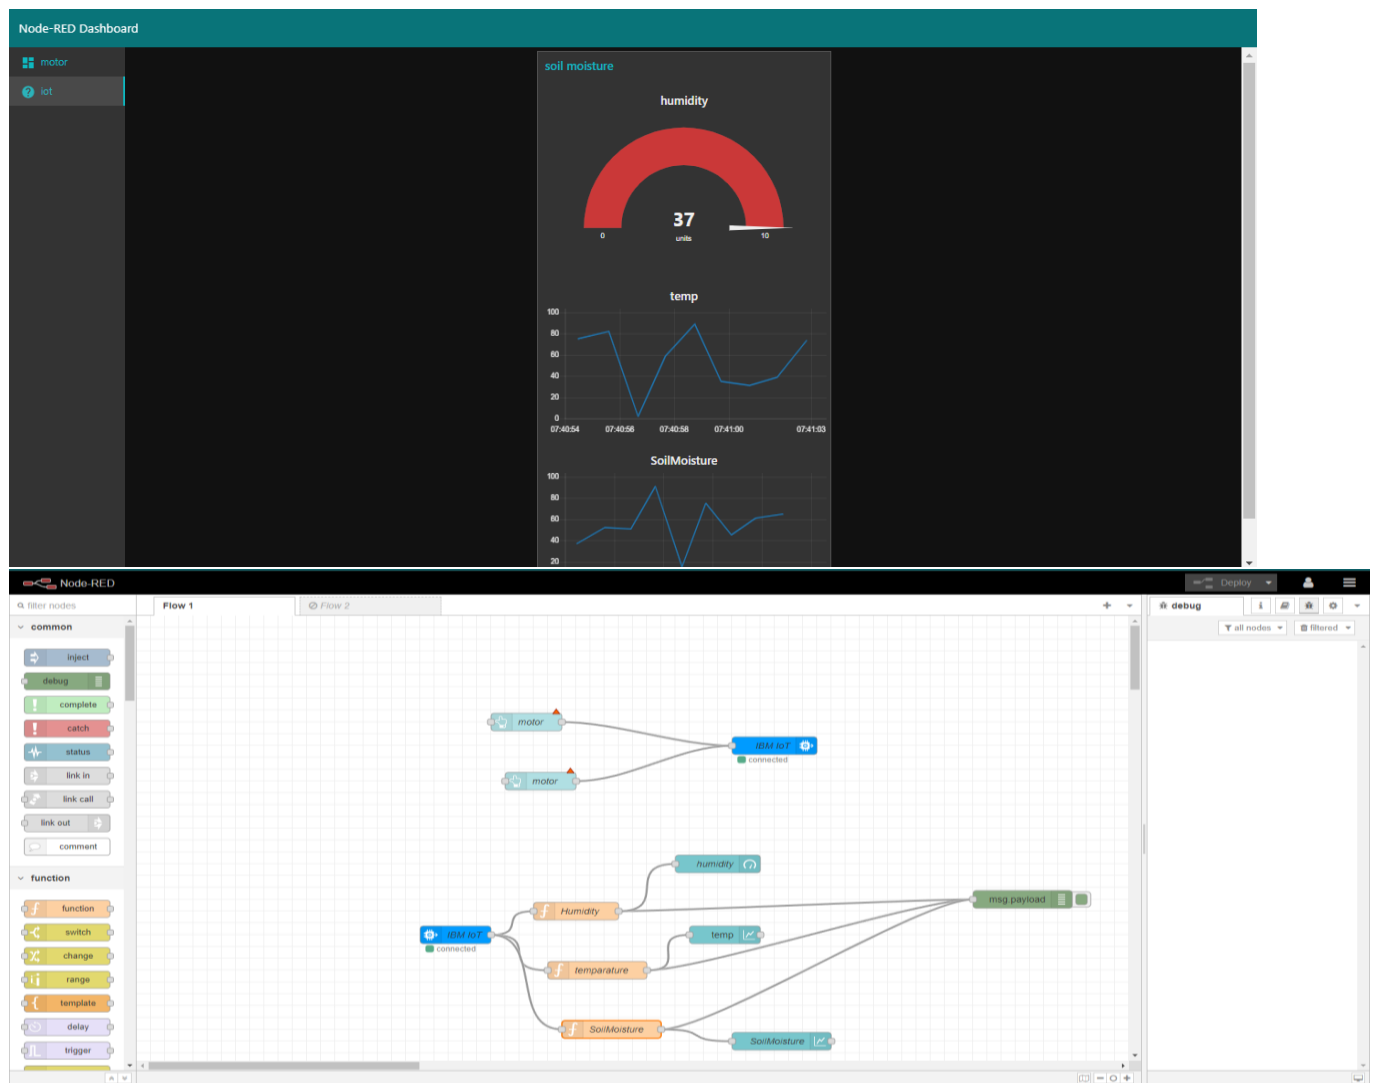 Node-RED Dashboard
motor
iot
soil moisture
humidity
37
units
0
10
temp
100
80
60
40
20
0
07:40:54 07:40:56 07:40:58 07:41:00 07:41:03
SoilMoisture
100
80
60
40
20
Node-RED
Deploy
filter nodes
Flow 1
Flow 2
debug
i
all nodes
filtered
common
inject
debug
complete
catch
status
link in
link call
link out
comment
function
function
switch
change
range
template
delay
trigger
motor
IBM IoT
connected
motor
humidity
Humidity
msg.payload
IBM IoT
connected
temp
temparature
SoilMoisture
SoilMoisture